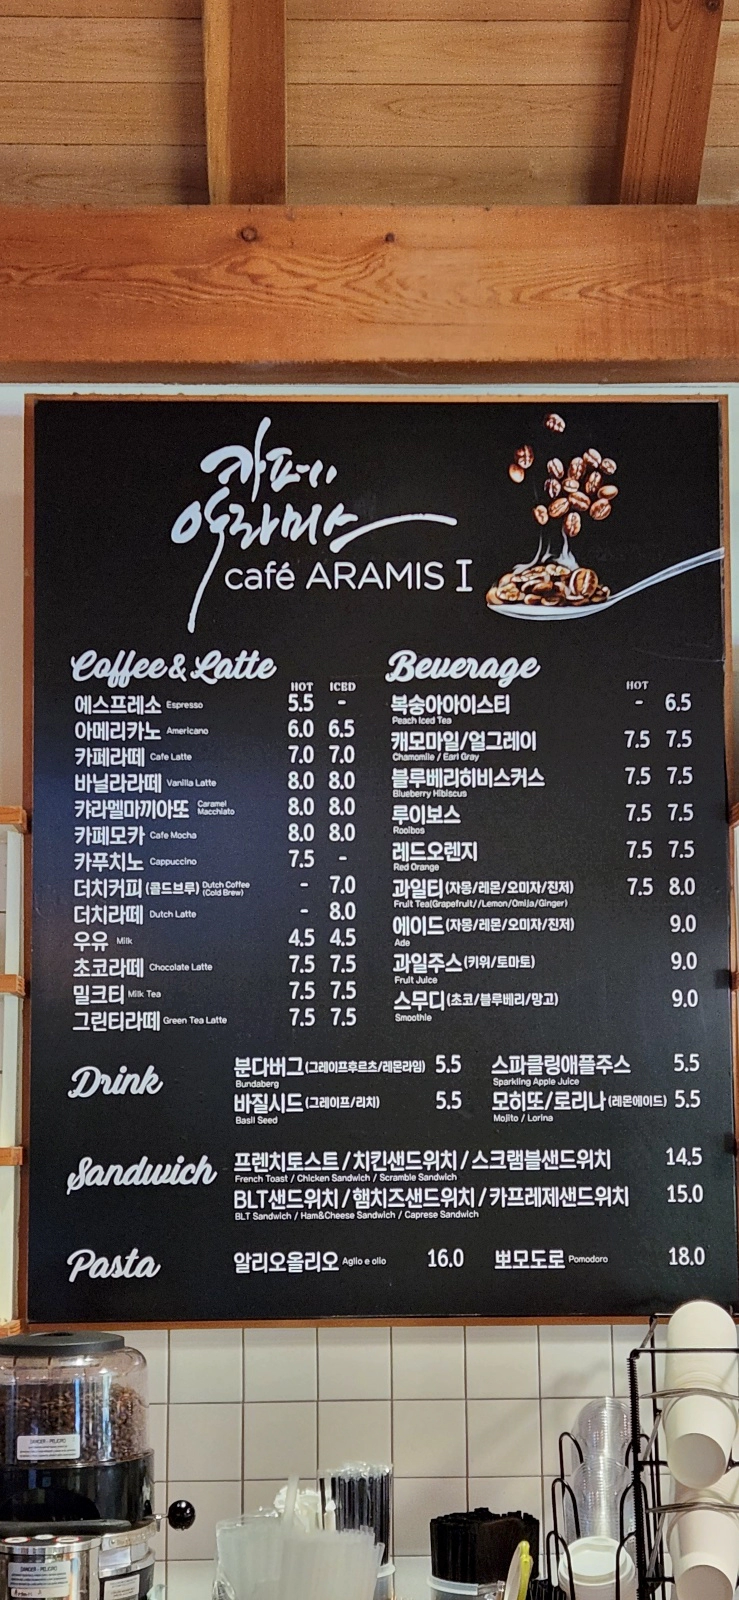 카페
아라미스
café ARAMIS I
Coffee & Latte
HOT ICED
에스프레소 Espresso 5.5 -
아메리카노 Americano 6.0 6.5
카페라떼 Cafe Latte 7.0 7.0
바닐라라떼 Vanilla Latte 8.0 8.0
캬라멜마끼아또 Caramel Macchiato 8.0 8.0
카페모카 Cafe Mocha 8.0 8.0
카푸치노 Cappuccino 7.5 -
더치커피(콜드브루) Dutch Coffee (Cold Brew) - 7.0
더치라떼 Dutch Latte - 8.0
우유 Milk 4.5 4.5
초코라떼 Chocolate Latte 7.5 7.5
밀크티 Milk Tea 7.5 7.5
그린티라떼 Green Tea Latte 7.5 7.5
Beverage
HOT
복숭아아이스티 - 6.5
Peach Iced Tea
캐모마일/얼그레이 7.5 7.5
Chamomile / Earl Gray
블루베리히비스커스 7.5 7.5
Blueberry Hibiscus
루이보스 7.5 7.5
Rooibos
레드오렌지 7.5 7.5
Red Orange
과일티(자몽/레몬/오미자/진저) 7.5 8.0
Fruit Tea(Grapefruit//Lemon/Omija/Ginger)
에이드(자몽/레몬/오미자/진저) 9.0
Ade
과일주스(키위/토마토) 9.0
Fruit Juice
스무디(초코/블루베리/망고) 9.0
Smoothie
Drink
분다버그(그레이프후르츠/레몬라임) 5.5
Bundaberg
바질시드(그레이프/리치) 5.5
Basil Seed
스파클링애플주스 5.5
Sparkling Apple Juice
모히또/로리나(레몬에이드) 5.5
Mojito / Lorina
Sandwich
프렌치토스트/치킨샌드위치/스크램블샌드위치 14.5
French Toast / Chicken Sandwich / Scramble Sandwich
BLT샌드위치/햄치즈샌드위치/카프레제샌드위치 15.0
BLT Sandwich / Ham&Cheese Sandwich / Caprese Sandwich
Pasta
알리오올리오 Aglio e olio 16.0
뽀모도로 Pomodoro 18.0
DANGER - PELIGRO
DANGER - PELIGRO